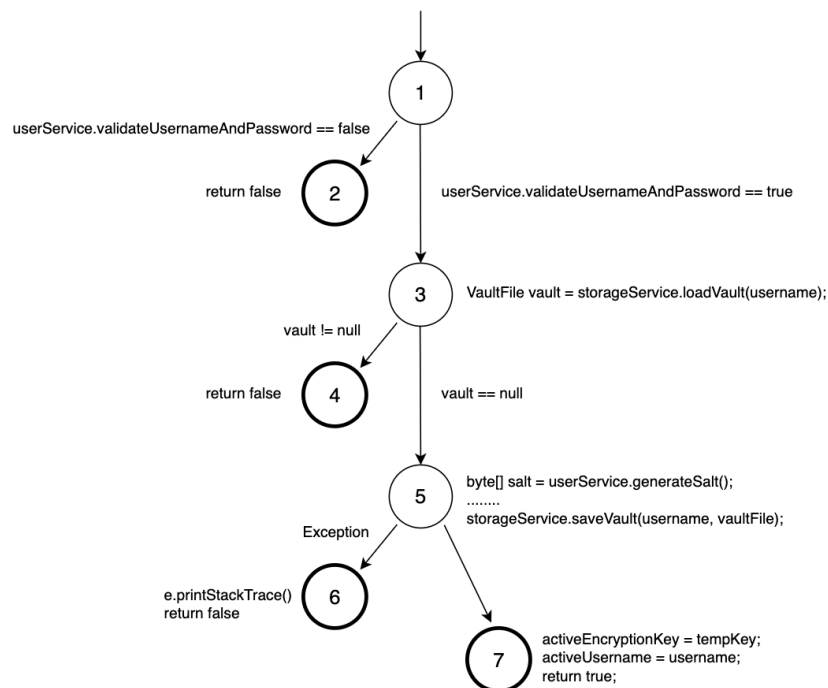 1
userService.validateUsernameAndPassword == false
return false
2
userService.validateUsernameAndPassword == true
3
VaultFile vault = storageService.loadVault(username);
vault != null
return false
4
vault == null
5
byte[] salt = userService.generateSalt();
........
storageService.saveVault(username, vaultFile);
Exception
e.printStackTrace()
return false
6
7
activeEncryptionKey = tempKey;
activeUsername = username;
return true;